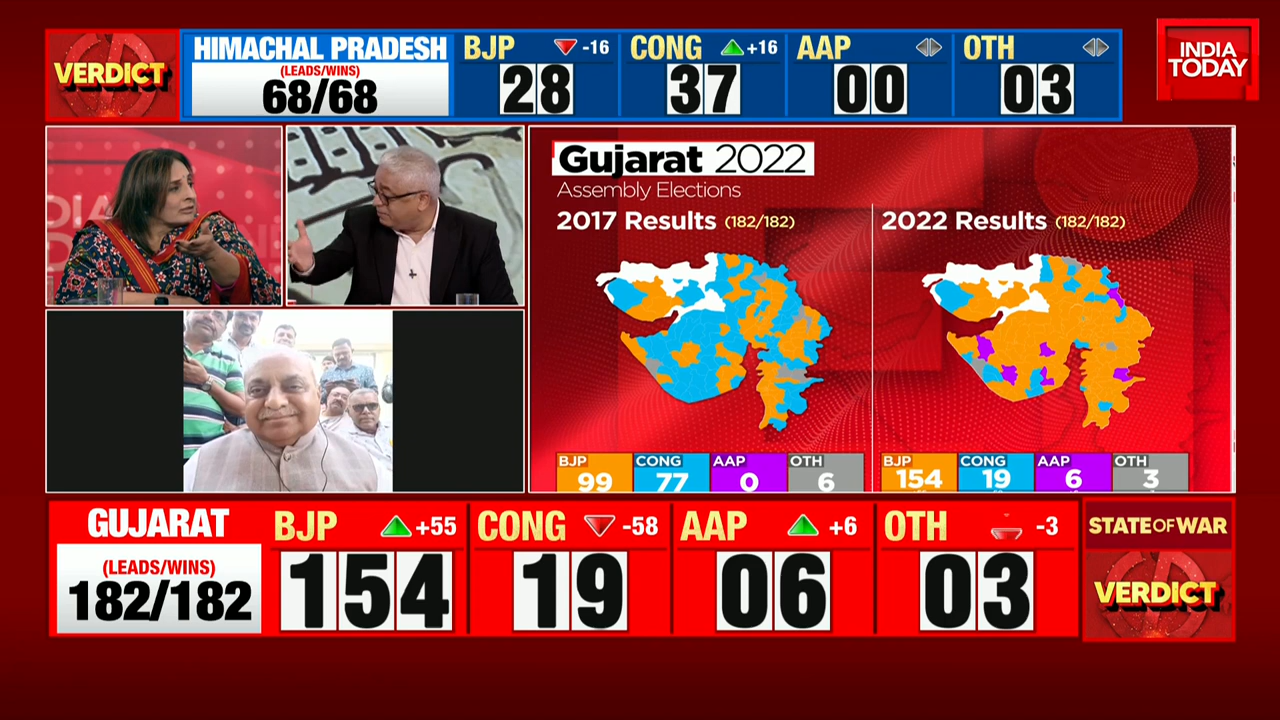 VERDICT
HIMACHAL PRADESH
(LEADS/WINS)
68/68
BJP -16
28
CONG +16
37
AAP
00
OTH
03
INDIA
TODAY
Gujarat 2022
Assembly Elections
2017 Results (182/182)
BJP CONG AAP OTH
99 77 0 6
2022 Results (182/182)
BJP CONG AAP OTH
154 19 6 3
GUJARAT
(LEADS/WINS)
182/182
BJP +55
154
CONG -58
19
AAP +6
06
OTH -3
03
STATE OF WAR
VERDICT